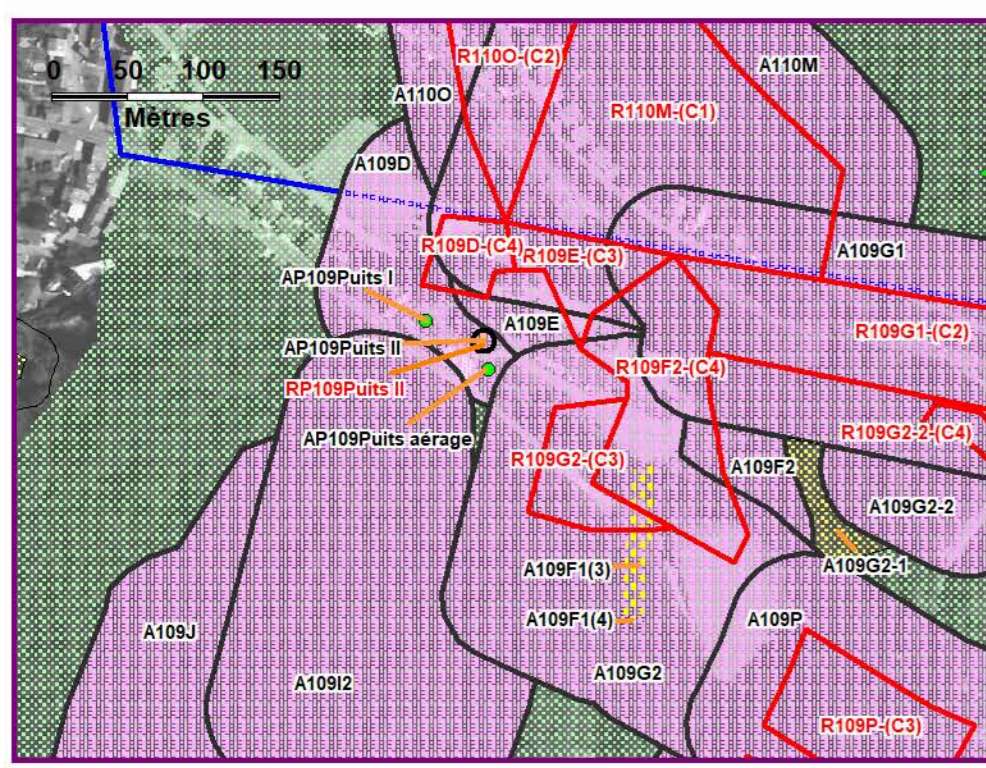 R110O-(C2)
A110M
0 50 100 150
A110O
Mètres
R110M-(C1)
A109D
R109D-(C4)
R109E-(C3)
A109G1
AP109Puits I
A109E
R109G1-(C2)
AP109Puits II
R109F2-(C4)
RP109Puits II
AP109Puits aérage
R109G2-2-(C4)
R109G2-(C3)
A109F2
A109G2-2
A109F1(3)
A109G2-1
A109F1(4)
A109P
A109J
A109G2
A109I2
R109P-(C3)